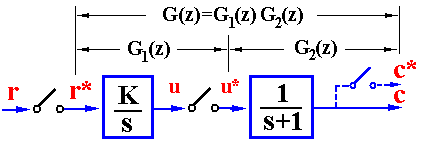 G(z)=G₁(z) G₂(z)
G₁(z) G₂(z)
r r* K/s u u* 1/s+1 c* c